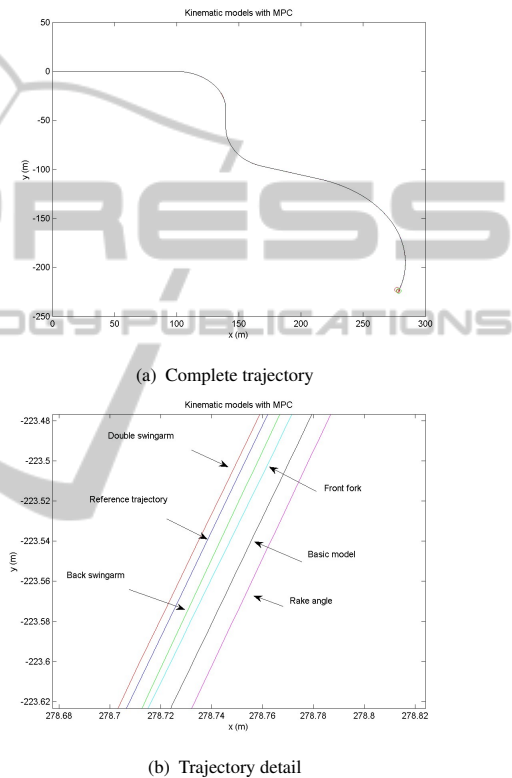 Kinematic models with MPC
50
0
-50
-100
-150
-200
-250
y (m)
0 50 100 150 200 250 300
x (m)
(a) Complete trajectory
Kinematic models with MPC
-223.48
-223.5
-223.52
-223.54
-223.56
-223.58
-223.6
-223.62
y (m)
Double swingarm
Front fork
Reference trajectory
Basic model
Back swingarm
Rake angle
278.68 278.7 278.72 278.74 278.76 278.78 278.8 278.82
x (m)
(b) Trajectory detail
PRESS
OGY PUBLICATIONS